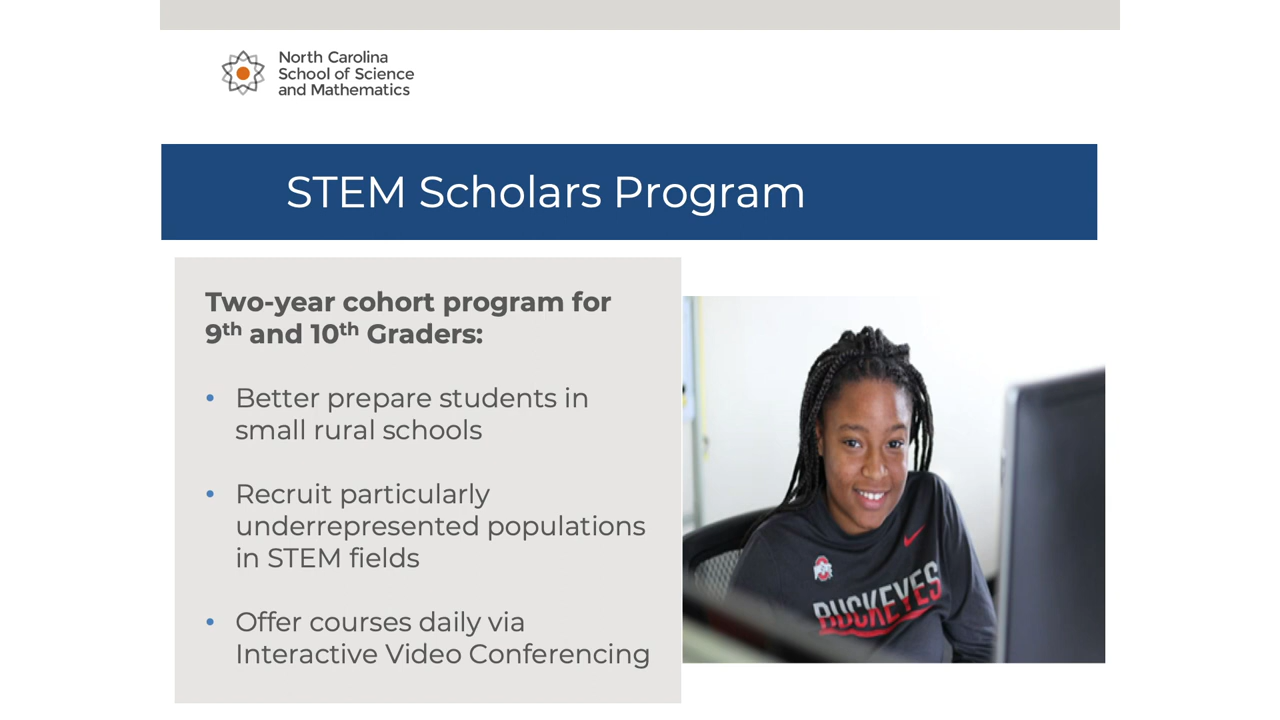 North Carolina
School of Science
and Mathematics
STEM Scholars Program
Two-year cohort program for
9th and 10th Graders:
• Better prepare students in
small rural schools
• Recruit particularly
underrepresented populations
in STEM fields
• Offer courses daily via
Interactive Video Conferencing
BUCKEYES